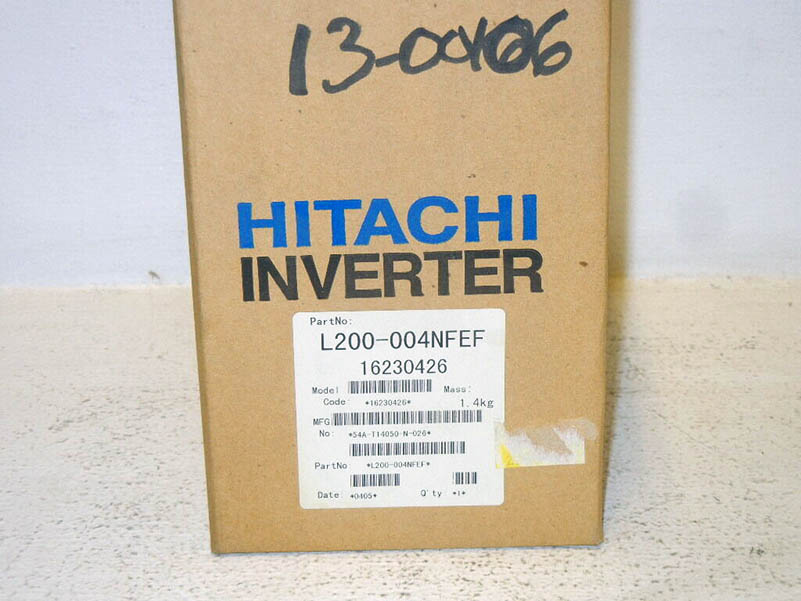 13-00406
HITACHI
INVERTER
PartNo:
L200-004NFEF
16230426
Model Mass:
Code: *16230426* 1.4kg
MFG
No: *54A-T14050-N-026*
PartNo: *L200-004NFEF*
Date *0405* Q'ty *1*